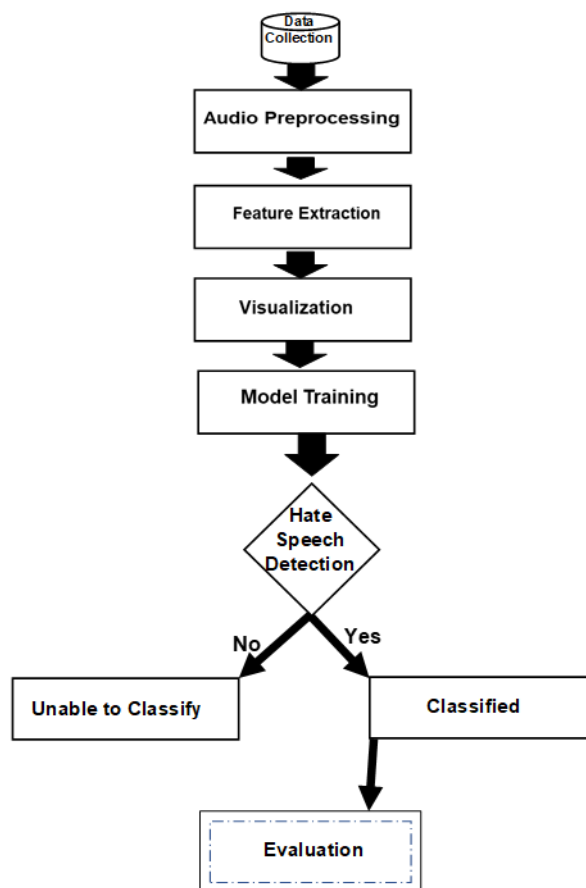 Data
Collection
Audio Preprocessing
Feature Extraction
Visualization
Model Training
Hate
Speech
Detection
No
Yes
Unable to Classify
Classified
Evaluation